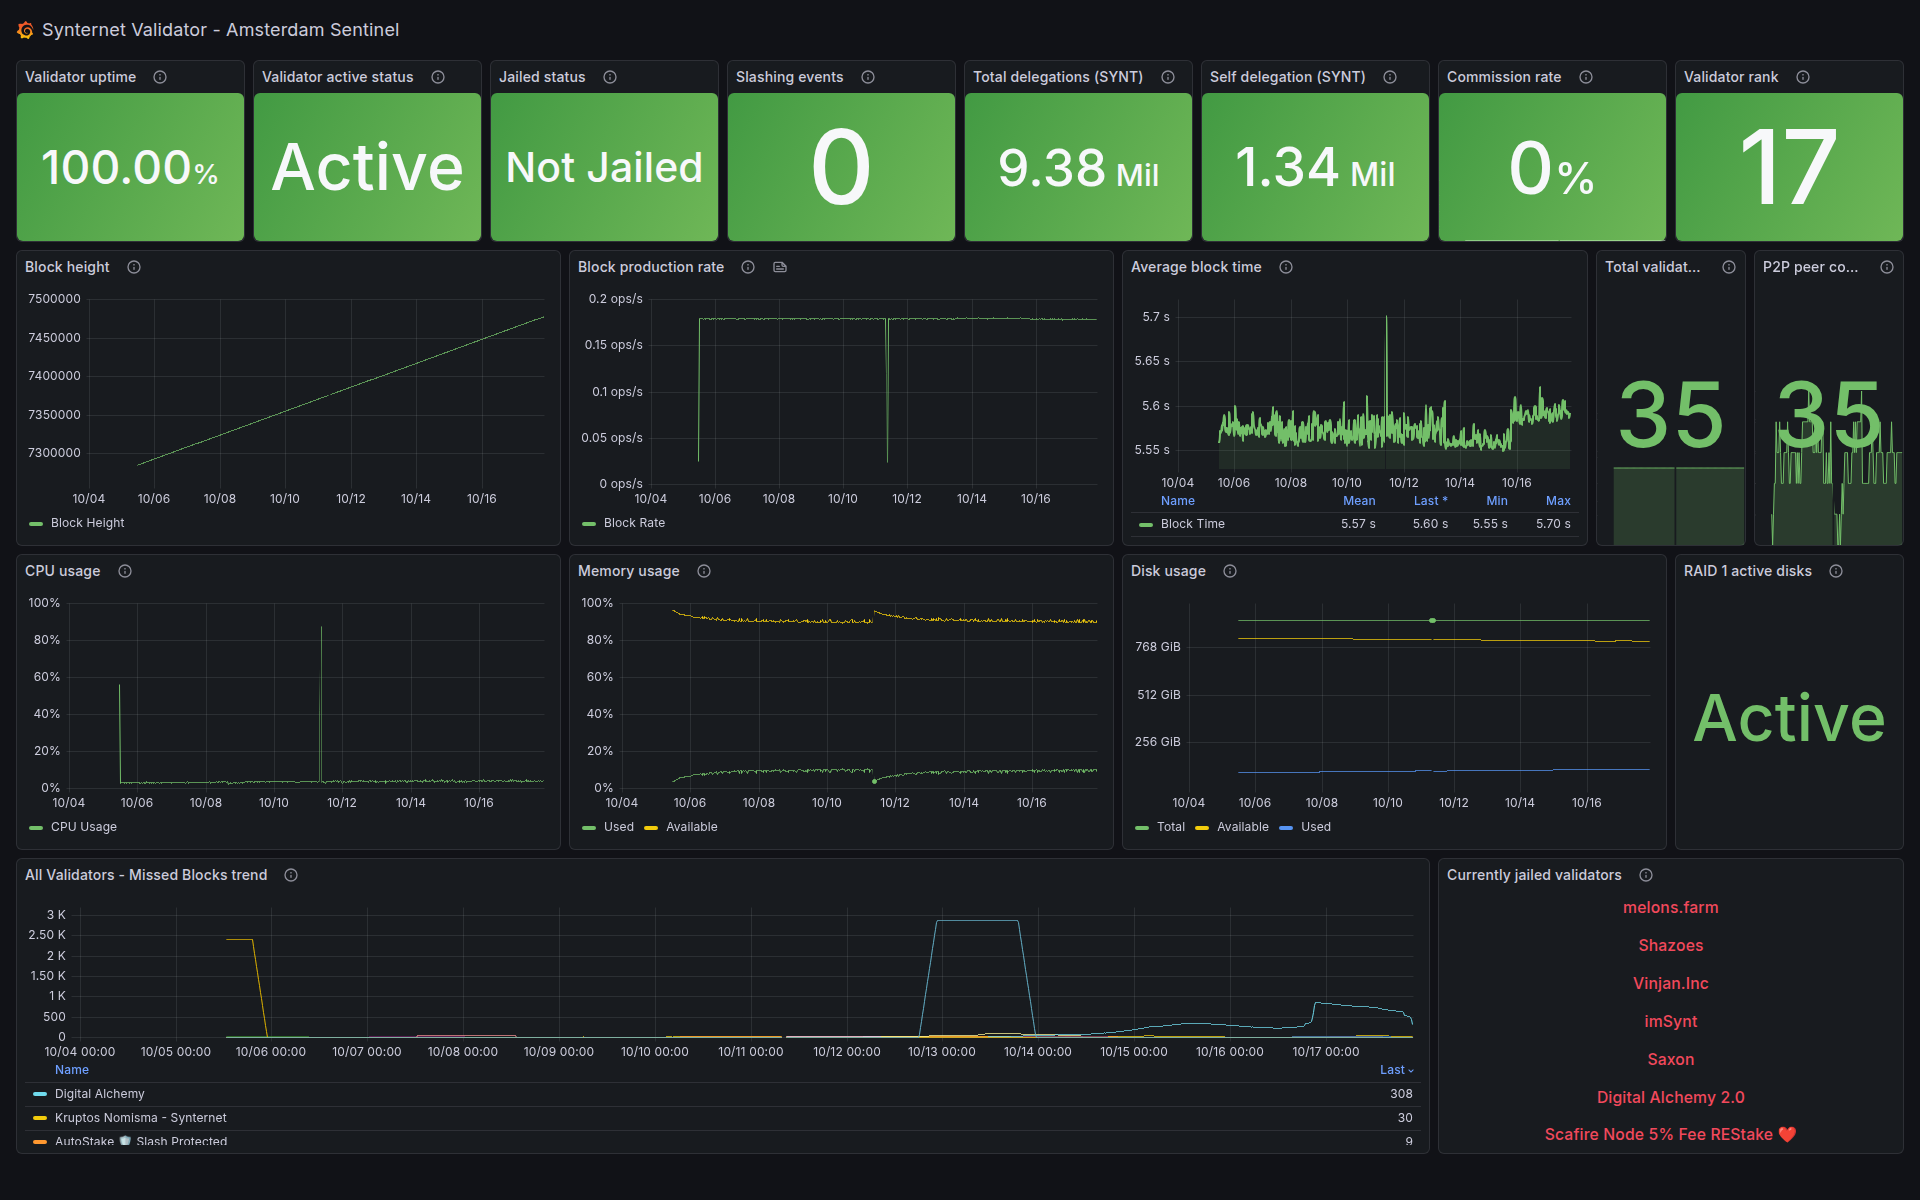 Synternet Validator - Amsterdam Sentinel
Validator uptime
100.00%
Validator active status
Active
Jailed status
Not Jailed
Slashing events
0
Total delegations (SYNT)
9.38 Mil
Self delegation (SYNT)
1.34 Mil
Commission rate
0%
Validator rank
17
Block height
7500000
7450000
7400000
7350000
7300000
10/04 10/06 10/08 10/10 10/12 10/14 10/16
Block Height
Block production rate
0.2 ops/s
0.15 ops/s
0.1 ops/s
0.05 ops/s
0 ops/s
10/04 10/06 10/08 10/10 10/12 10/14 10/16
Block Rate
Average block time
5.7 s
5.65 s
5.6 s
5.55 s
10/04 10/06 10/08 10/10 10/12 10/14 10/16
Name Mean Last * Min Max
Block Time 5.57 s 5.60 s 5.55 s 5.70 s
Total validat...
35
P2P peer co...
35
CPU usage
100%
80%
60%
40%
20%
0%
10/04 10/06 10/08 10/10 10/12 10/14 10/16
CPU Usage
Memory usage
100%
80%
60%
40%
20%
0%
10/04 10/06 10/08 10/10 10/12 10/14 10/16
Used Available
Disk usage
768 GiB
512 GiB
256 GiB
10/04 10/06 10/08 10/10 10/12 10/14 10/16
Total Available Used
RAID 1 active disks
Active
All Validators - Missed Blocks trend
3 K
2.50 K
2 K
1.50 K
1 K
500
0
10/04 00:00 10/05 00:00 10/06 00:00 10/07 00:00 10/08 00:00 10/09 00:00 10/10 00:00 10/11 00:00 10/12 00:00 10/13 00:00 10/14 00:00 10/15 00:00 10/16 00:00 10/17 00:00
Name Last
Digital Alchemy 308
Kruptos Nomisma - Synternet 30
AutoStake 🛡️ Slash Protected 9
Currently jailed validators
melons.farm
Shazoes
Vinjan.Inc
imSynt
Saxon
Digital Alchemy 2.0
Scafire Node 5% Fee REStake ❤️